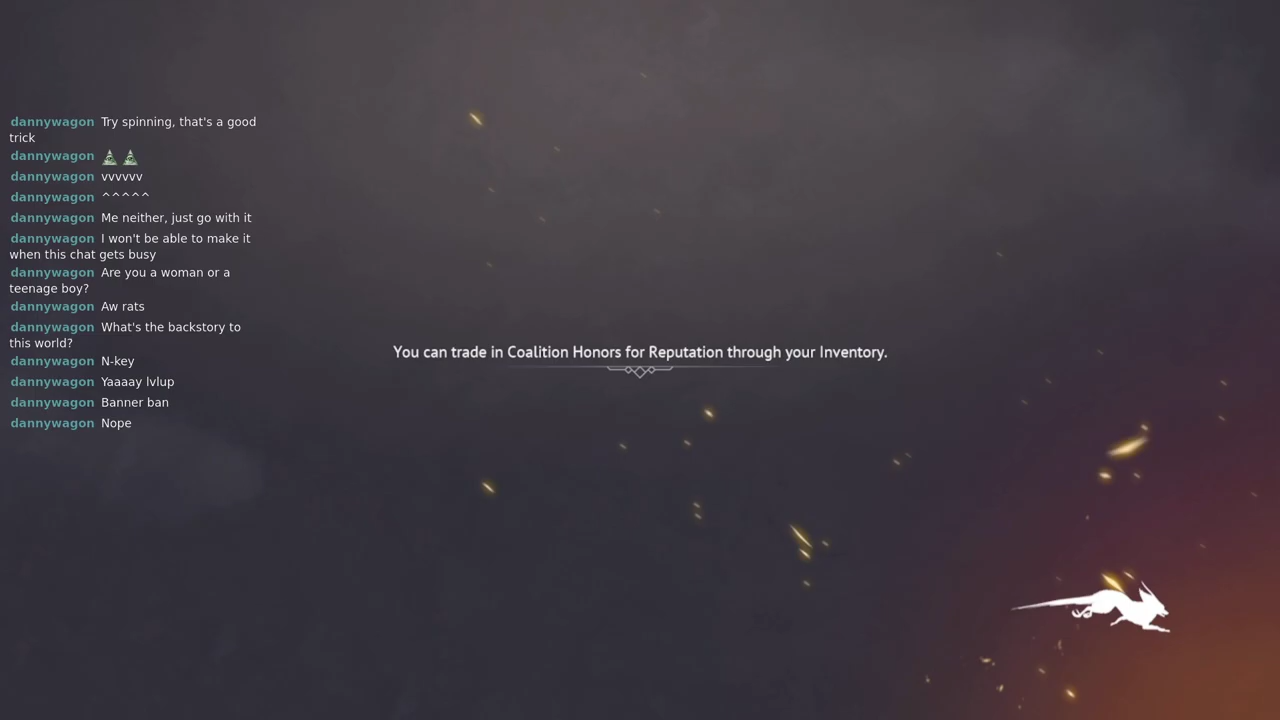 dannywagon Try spinning, that's a good
trick
dannywagon
dannywagon vvvvvv
dannywagon ^^^^^
dannywagon Me neither, just go with it
dannywagon I won't be able to make it
when this chat gets busy
dannywagon Are you a woman or a
teenage boy?
dannywagon Aw rats
dannywagon What's the backstory to
this world?
dannywagon N-key
dannywagon Yaaaay lvlup
dannywagon Banner ban
dannywagon Nope
You can trade in Coalition Honors for Reputation through your Inventory.